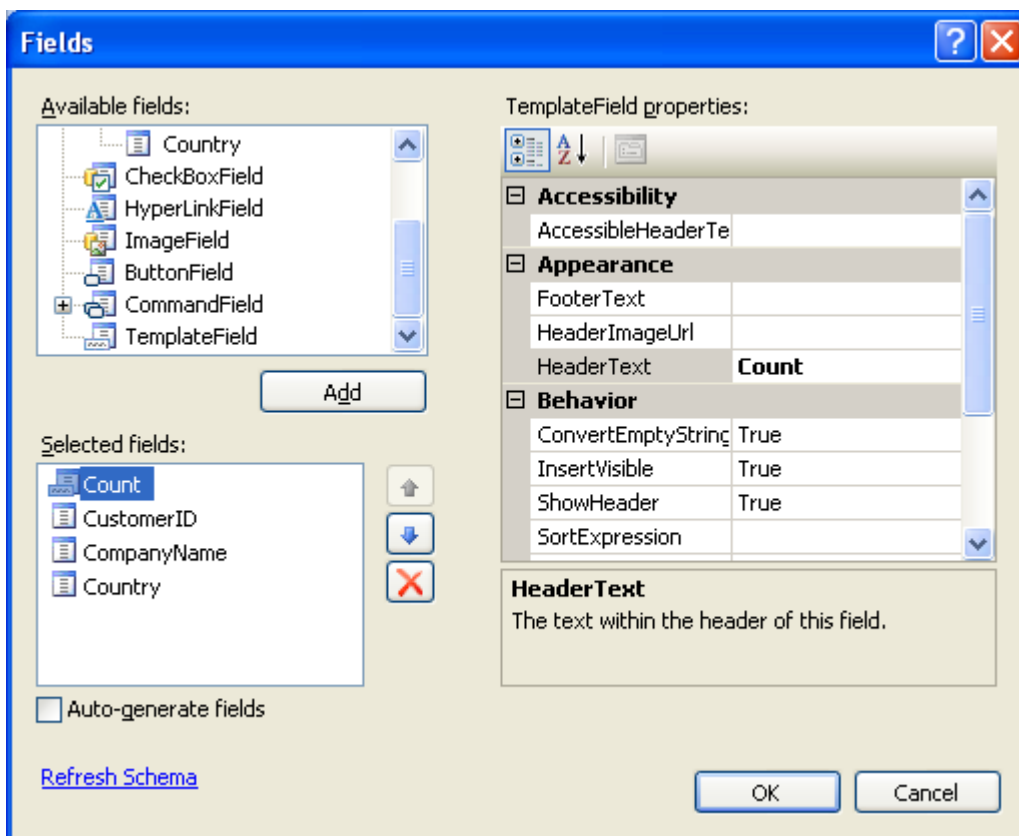 Fields
Available fields:
Country
CheckBoxField
HyperLinkField
ImageField
ButtonField
CommandField
TemplateField
Add
Selected fields:
Count
CustomerID
CompanyName
Country
Auto-generate fields
Refresh Schema
TemplateField properties:
Accessibility
AccessibleHeaderTe
Appearance
FooterText
HeaderImageUrl
HeaderText Count
Behavior
ConvertEmptyString True
InsertVisible True
ShowHeader True
SortExpression
HeaderText
The text within the header of this field.
OK Cancel